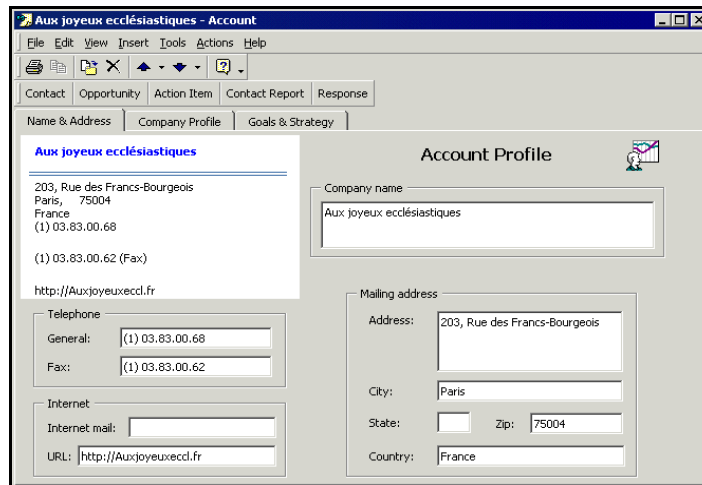 Aux joyeux ecclésiastiques - Account
File Edit View Insert Tools Actions Help
Contact Opportunity Action Item Contact Report Response
Name & Address Company Profile Goals & Strategy
Aux joyeux ecclésiastiques
203, Rue des Francs-Bourgeois
Paris, 75004
France
(1) 03.83.00.68
(1) 03.83.00.62 (Fax)
http://Auxjoyeuxeccl.fr
Telephone
General: (1) 03.83.00.68
Fax: (1) 03.83.00.62
Internet
Internet mail:
URL: http://Auxjoyeuxeccl.fr
Account Profile
Company name
Aux joyeux ecclésiastiques
Mailing address
Address: 203, Rue des Francs-Bourgeois
City: Paris
State: Zip: 75004
Country: France